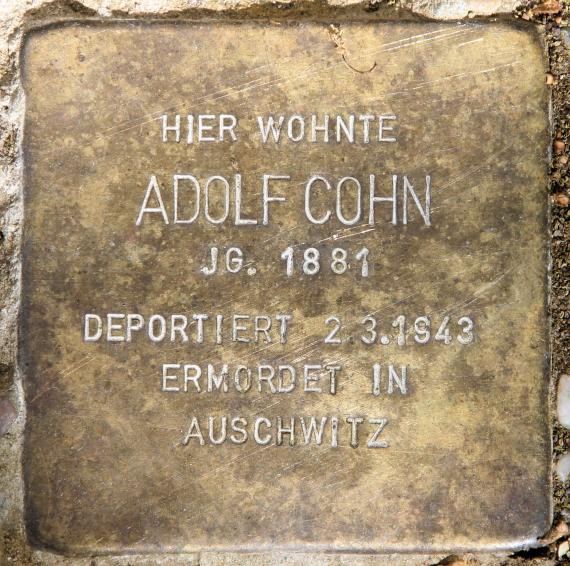 HIER WOHNTE
ADOLF COHN
JG. 1881
DEPORTIERT 2.3.1943
ERMORDET IN
AUSCHWITZ